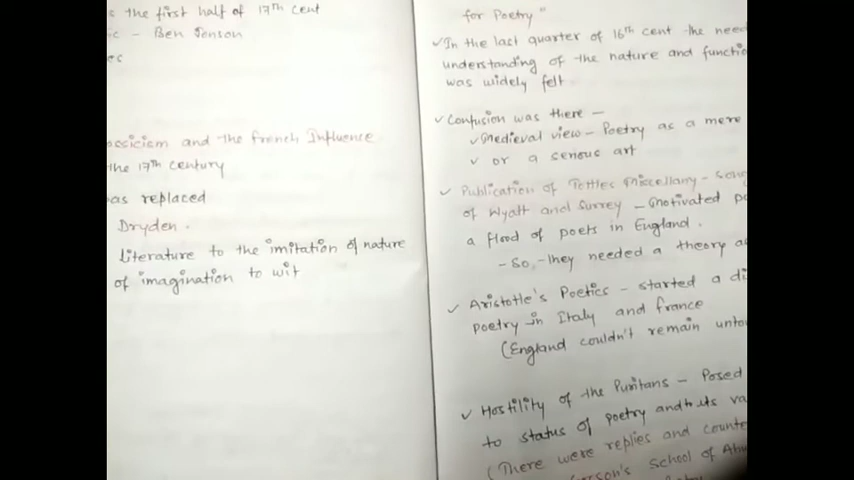 the first half of 17th cent
- Ben Jonson
and the French Influence
the 17th century
as replaced
Dryden.
Literature to the imitation of nature
of imagination to wit
for Poetry"
✓ In the last quarter of 16th cent the need
understanding of the nature and functio
was widely felt
✓ Confusion was there -
✓ Medieval view - Poetry as a mere
✓ or a serious art
✓ Publication of Tottles Miscellany -
of Wyatt and Surrey - motivated
a flood of poets in England.
- So, they needed a theory
✓ Aristotle's Poetics - started a di
poetry in Italy and france
(England couldn't remain unto
✓ Hostility of the Puritans - Posed
to status of poetry and its va
(There were replies and counte
School of